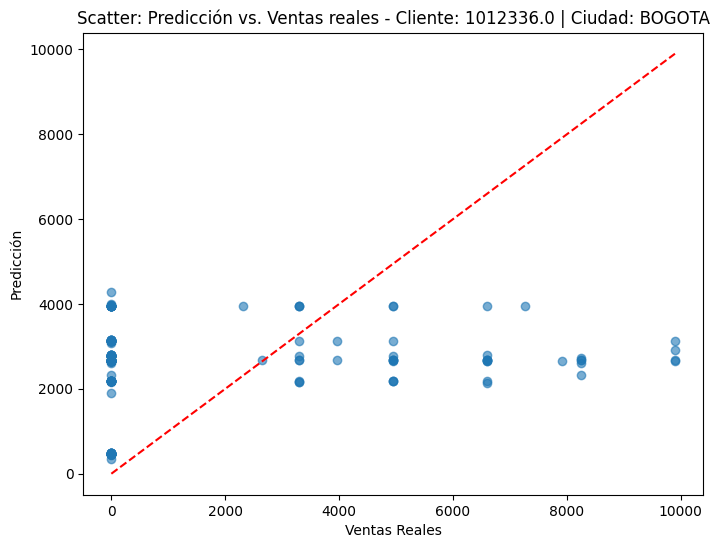 Scatter: Predicción vs. Ventas reales - Cliente: 1012336.0 | Ciudad: BOGOTA
10000
8000
6000
4000
2000
0
Predicción
0 2000 4000 6000 8000 10000
Ventas Reales